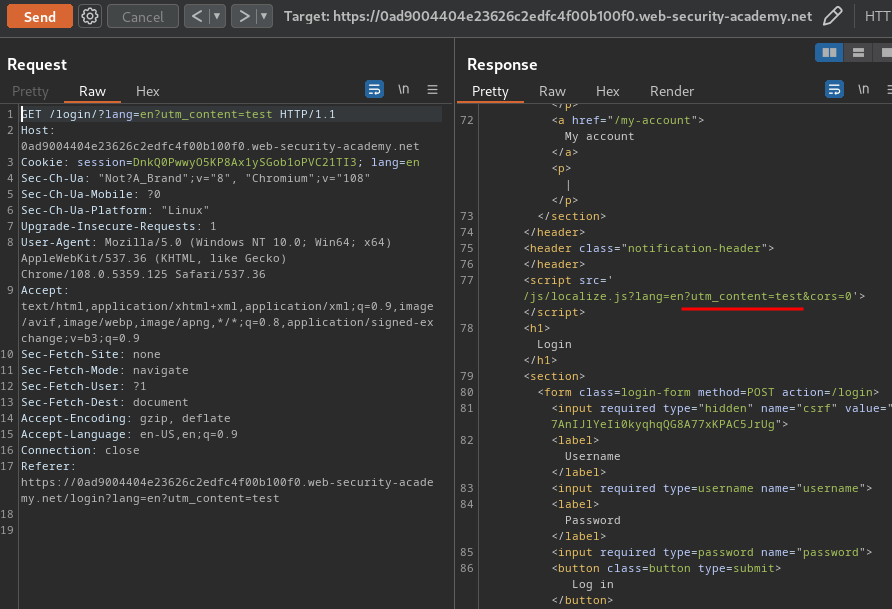 Send Cancel < > Target: https://0ad9004404e23626c2edfc4f00b100f0.web-security-academy.net HTT
Request
Pretty Raw Hex \n
1 GET /login/?lang=en?utm_content=test HTTP/1.1
2 Host:
0ad9004404e23626c2edfc4f00b100f0.web-security-academy.net
3 Cookie: session=DnkQ0PwwyO5KP8Ax1ySGob1oPVC21TI3; lang=en
4 Sec-Ch-Ua: "Not?A_Brand";v="8", "Chromium";v="108"
5 Sec-Ch-Ua-Mobile: ?0
6 Sec-Ch-Ua-Platform: "Linux"
7 Upgrade-Insecure-Requests: 1
8 User-Agent: Mozilla/5.0 (Windows NT 10.0; Win64; x64)
AppleWebKit/537.36 (KHTML, like Gecko)
Chrome/108.0.5359.125 Safari/537.36
9 Accept:
text/html,application/xhtml+xml,application/xml;q=0.9,image
/avif,image/webp,image/apng,*/*;q=0.8,application/signed-ex
change;v=b3;q=0.9
10 Sec-Fetch-Site: none
11 Sec-Fetch-Mode: navigate
12 Sec-Fetch-User: ?1
13 Sec-Fetch-Dest: document
14 Accept-Encoding: gzip, deflate
15 Accept-Language: en-US,en;q=0.9
16 Connection: close
17 Referer:
https://0ad9004404e23626c2edfc4f00b100f0.web-security-acade
my.net/login?lang=en?utm_content=test
18
19
Response
Pretty Raw Hex Render \n
</p>
72 <a href="/my-account">
My account
</a>
<p>
|
</p>
73 </section>
74 </header>
75 <header class="notification-header">
76 </header>
77 <script src='
/js/localize.js?lang=en?utm_content=test&cors=0'>
</script>
78 <h1>
Login
</h1>
79 <section>
80 <form class=login-form method=POST action=/login>
81 <input required type="hidden" name="csrf" value="
7AnIJlYeIi0kyqhqQG8A77xKPAC5JrUg">
82 <label>
Username
</label>
83 <input required type=username name="username">
84 <label>
Password
</label>
85 <input required type=password name="password">
86 <button class=button type=submit>
Log in
</button>